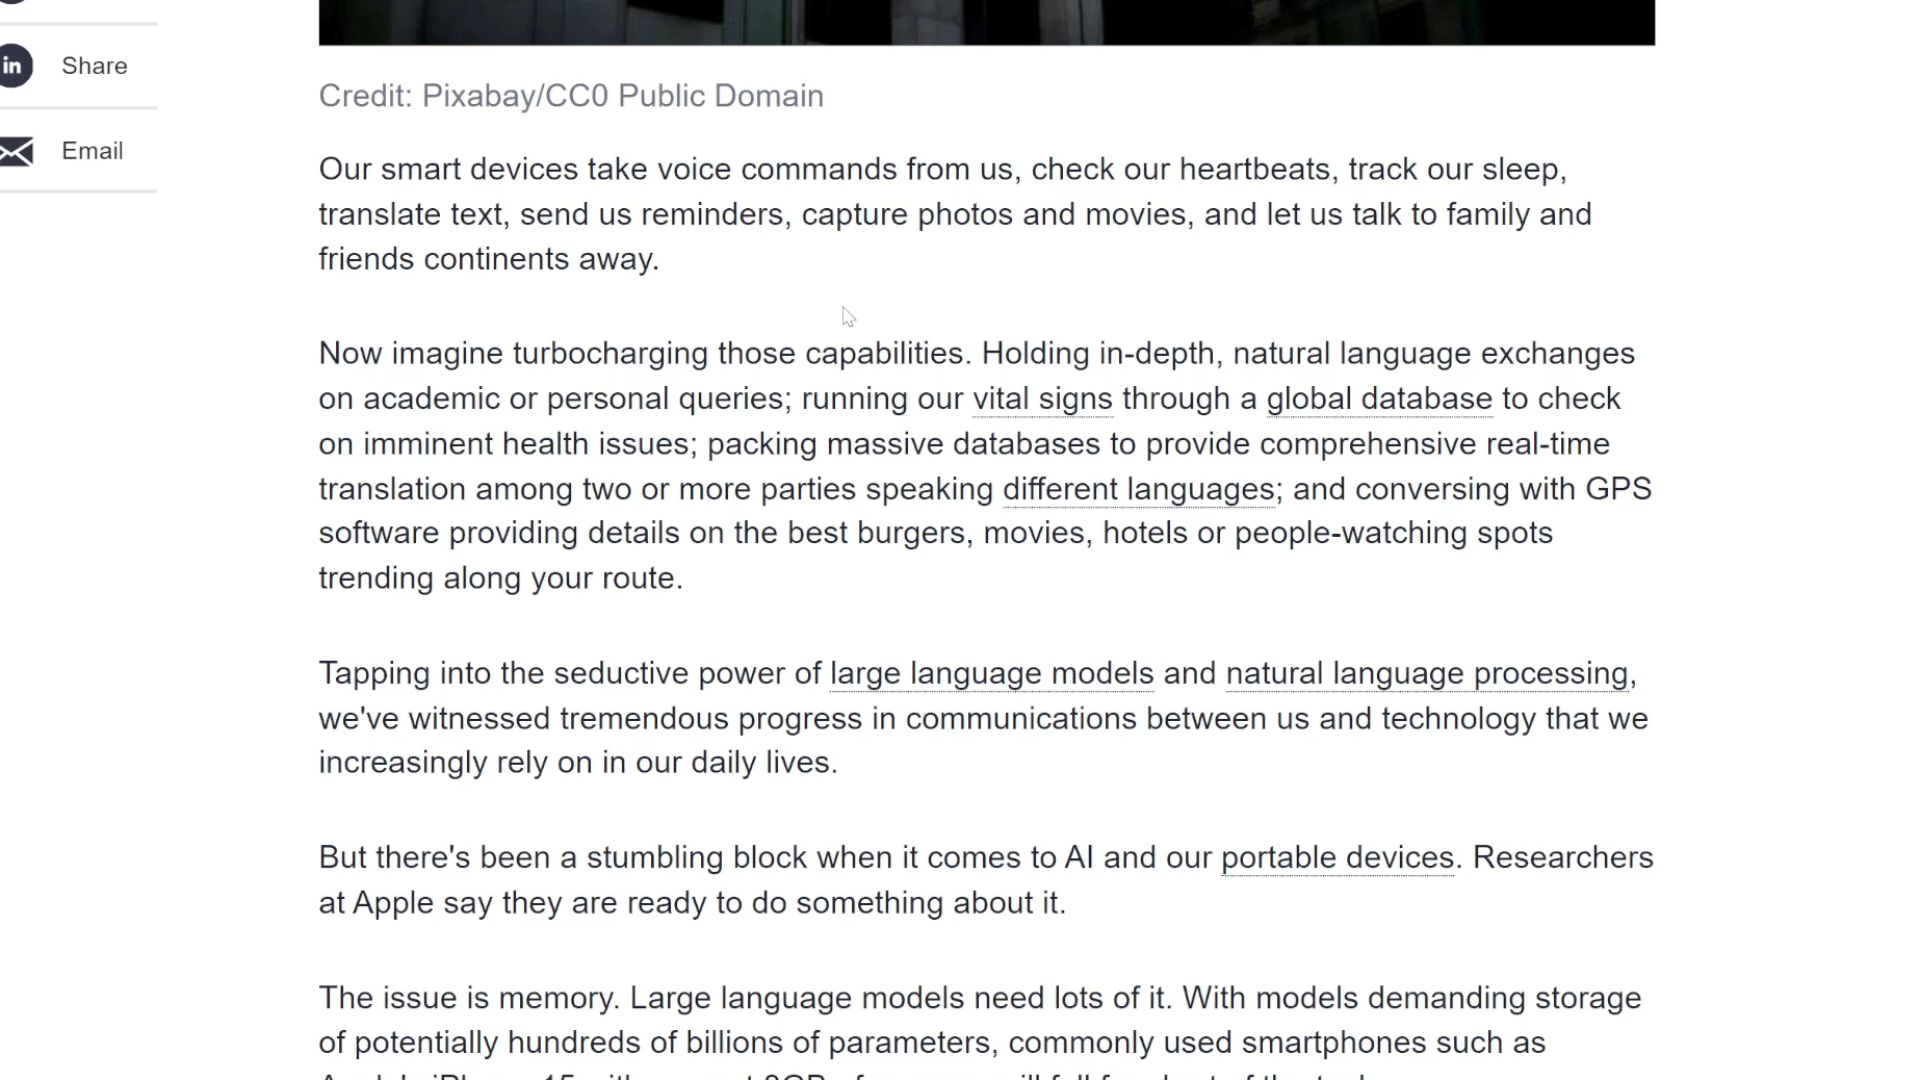 in Share
Email
Credit: Pixabay/CC0 Public Domain
Our smart devices take voice commands from us, check our heartbeats, track our sleep,
translate text, send us reminders, capture photos and movies, and let us talk to family and
friends continents away.
Now imagine turbocharging those capabilities. Holding in-depth, natural language exchanges
on academic or personal queries; running our vital signs through a global database to check
on imminent health issues; packing massive databases to provide comprehensive real-time
translation among two or more parties speaking different languages; and conversing with GPS
software providing details on the best burgers, movies, hotels or people-watching spots
trending along your route.
Tapping into the seductive power of large language models and natural language processing,
we've witnessed tremendous progress in communications between us and technology that we
increasingly rely on in our daily lives.
But there's been a stumbling block when it comes to AI and our portable devices. Researchers
at Apple say they are ready to do something about it.
The issue is memory. Large language models need lots of it. With models demanding storage
of potentially hundreds of billions of parameters, commonly used smartphones such as